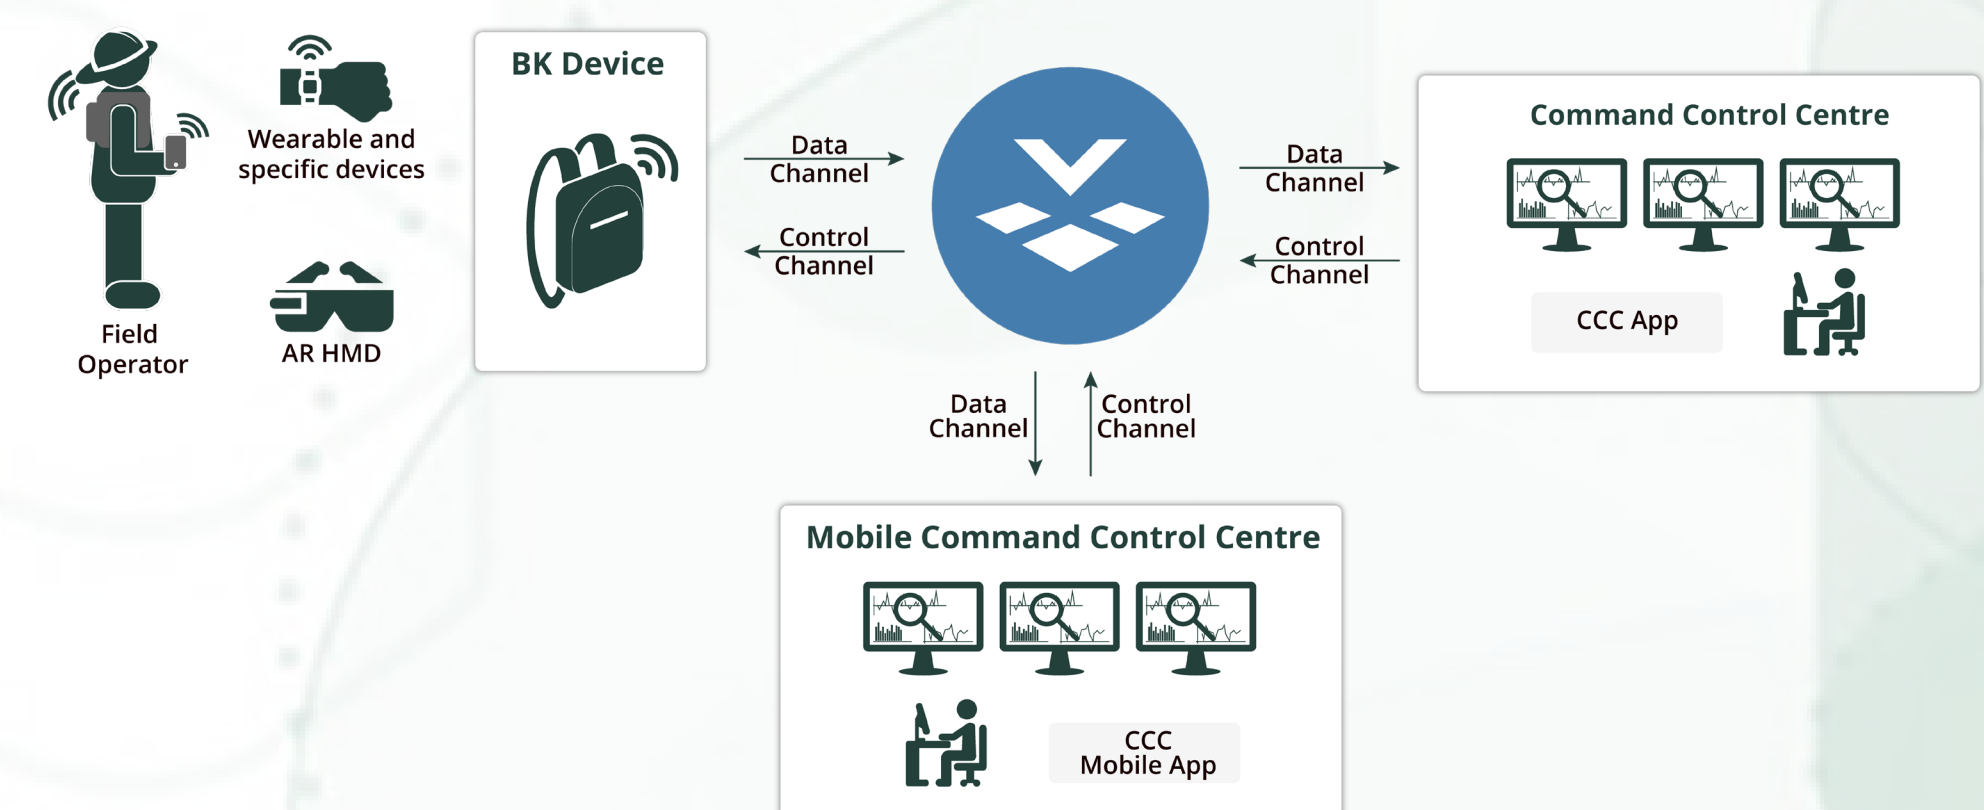 BK Device
Wearable and
specific devices
Field
Operator
AR HMD
Data
Channel
Control
Channel
Data
Channel
Control
Channel
Command Control Centre
CCC App
Data
Channel
Control
Channel
Mobile Command Control Centre
CCC
Mobile App